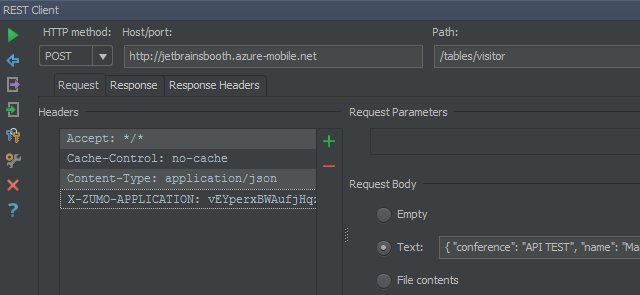 REST Client
HTTP method: Host/port: Path:
POST http://jetbrainsbooth.azure-mobile.net /tables/visitor
Request Response Response Headers
Headers
Accept: */*
Cache-Control: no-cache
Content-Type: application/json
X-ZUMO-APPLICATION: vEYperxBWAufjHqz
Request Parameters
Request Body
Empty
Text: { "conference": "API TEST", "name": "Ma
File contents